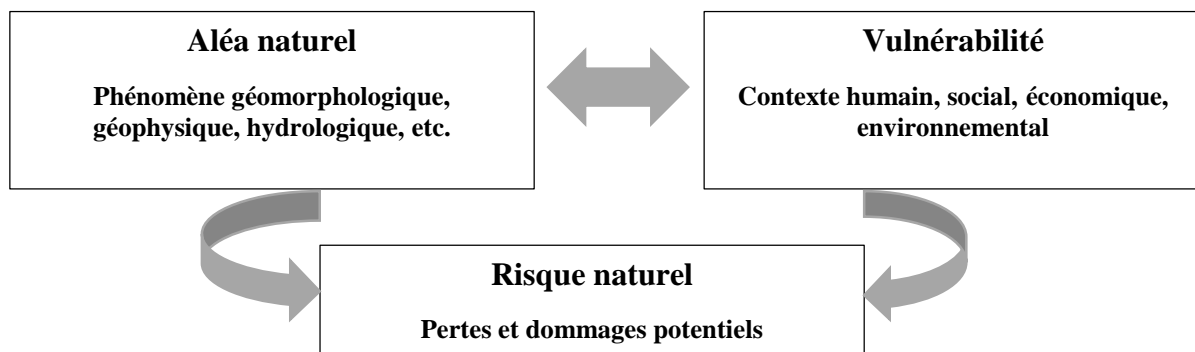 Aléa naturel
Phénomène géomorphologique,
géophysique, hydrologique, etc.
Vulnérabilité
Contexte humain, social, économique,
environnemental
Risque naturel
Pertes et dommages potentiels